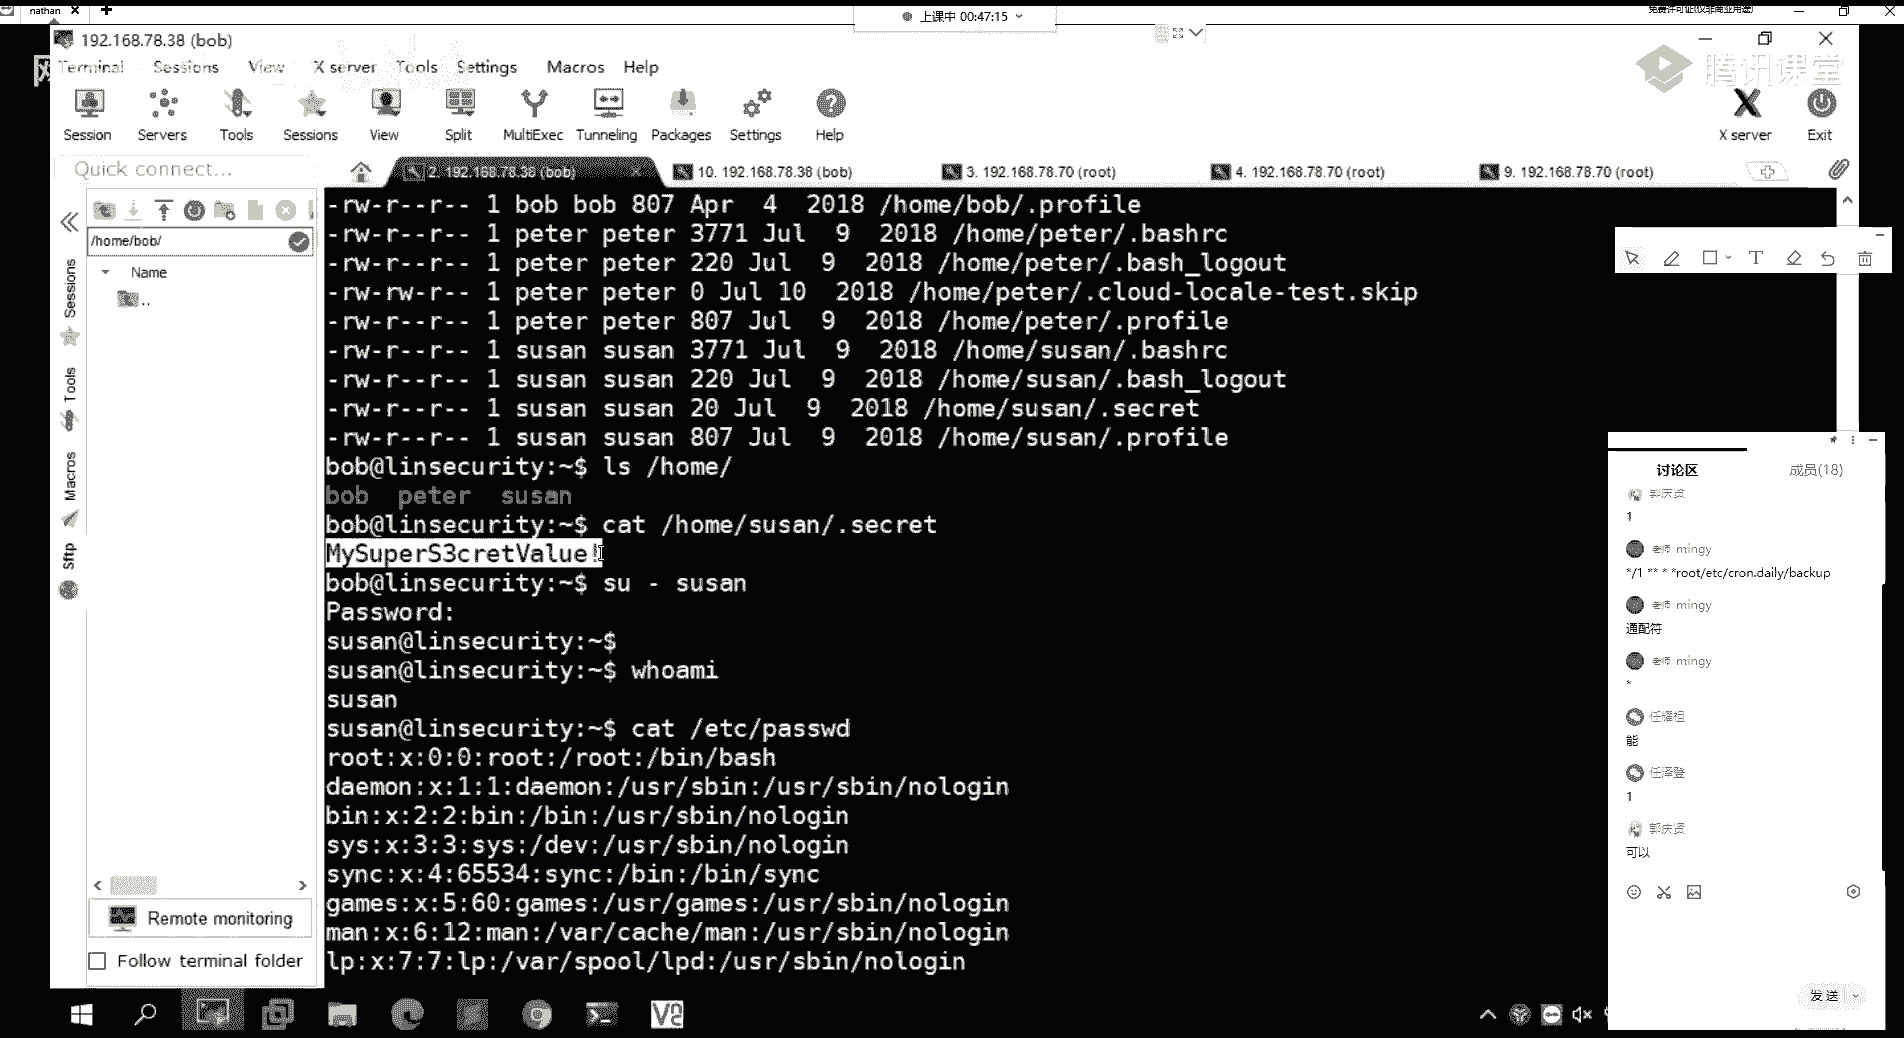 nathan
上课中 00:47:15
免费许可证(仅非商业用途)
192.168.78.38 (bob)
腾讯课堂
Terminal Sessions View X server Tools Settings Macros Help
Session Servers Tools Sessions View Split MultiExec Tunneling Packages Settings Help X server Exit
Quick connect...
2. 192.168.78.38 (bob)
10. 192.168.78.38 (bob)
3. 192.168.78.70 (root)
4. 192.168.78.70 (root)
9. 192.168.78.70 (root)
/home/bob/
Name
..
Sessions
Tools
Macros
Sftp
Remote monitoring
Follow terminal folder
-rw-r--r-- 1 bob bob 807 Apr  4  2018 /home/bob/.profile
-rw-r--r-- 1 peter peter 3771 Jul  9  2018 /home/peter/.bashrc
-rw-r--r-- 1 peter peter 220 Jul  9  2018 /home/peter/.bash_logout
-rw-rw-r-- 1 peter peter 0 Jul 10  2018 /home/peter/.cloud-locale-test.skip
-rw-r--r-- 1 peter peter 807 Jul  9  2018 /home/peter/.profile
-rw-r--r-- 1 susan susan 3771 Jul  9  2018 /home/susan/.bashrc
-rw-r--r-- 1 susan susan 220 Jul  9  2018 /home/susan/.bash_logout
-rw-r--r-- 1 susan susan 20 Jul  9  2018 /home/susan/.secret
-rw-r--r-- 1 susan susan 807 Jul  9  2018 /home/susan/.profile
bob@linsecurity:~$ ls /home/
bob  peter  susan
bob@linsecurity:~$ cat /home/susan/.secret
MySuperS3cretValue!
bob@linsecurity:~$ su - susan
Password:
susan@linsecurity:~$
susan@linsecurity:~$ whoami
susan
susan@linsecurity:~$ cat /etc/passwd
root:x:0:0:root:/root:/bin/bash
daemon:x:1:1:daemon:/usr/sbin:/usr/sbin/nologin
bin:x:2:2:bin:/bin:/usr/sbin/nologin
sys:x:3:3:sys:/dev:/usr/sbin/nologin
sync:x:4:65534:sync:/bin:/bin/sync
games:x:5:60:games:/usr/games:/usr/sbin/nologin
man:x:6:12:man:/var/cache/man:/usr/sbin/nologin
lp:x:7:7:lp:/var/spool/lpd:/usr/sbin/nologin
讨论区 成员(18)
郭庆贤
1
老师 mingy
*/1 ** * *root/etc/cron.daily/backup
老师 mingy
通配符
老师 mingy
*
任耀祖
能
任泽登
1
郭庆贤
可以
发送